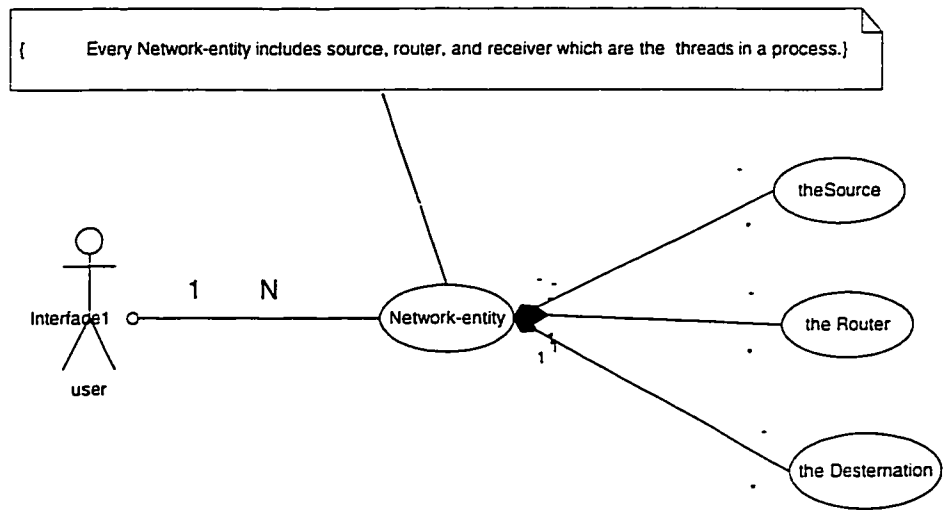 { Every Network-entity includes source, router, and receiver which are the threads in a process.}
theSource
1 N
Interface1
Network-entity
the Router
1
1
user
the Desternation